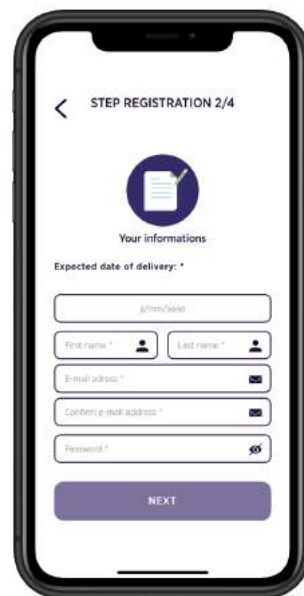 STEP REGISTRATION 2/4
Your informations
Expected date of delivery: *
jj/mm/aaaa
First name * Last name *
E-mail adress *
Confirm e-mail address *
Password *
NEXT